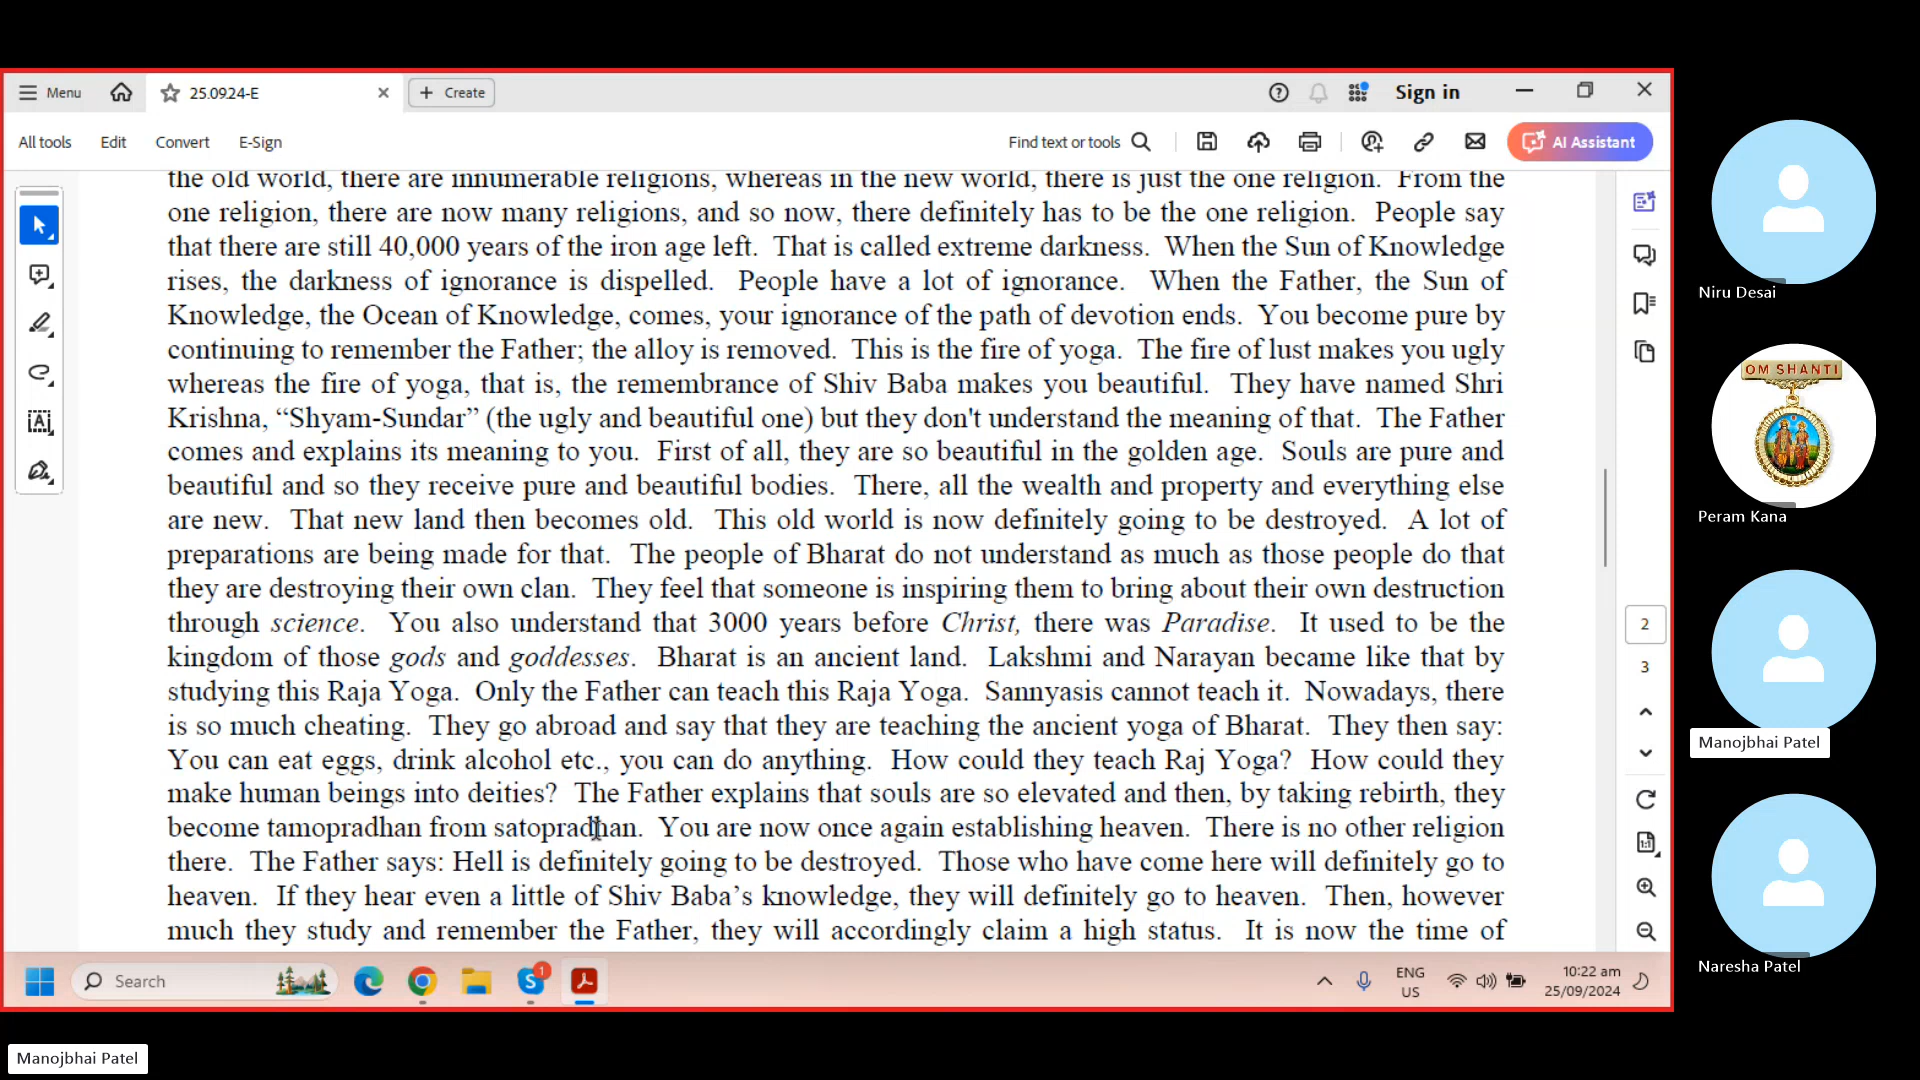 Menu
25.09.24-E
Create
Sign in
All tools
Edit
Convert
E-Sign
Find text or tools
AI Assistant
the old world, there are innumerable religions, whereas in the new world, there is just the one religion. From the
one religion, there are now many religions, and so now, there definitely has to be the one religion. People say
that there are still 40,000 years of the iron age left. That is called extreme darkness. When the Sun of Knowledge
rises, the darkness of ignorance is dispelled. People have a lot of ignorance. When the Father, the Sun of
Knowledge, the Ocean of Knowledge, comes, your ignorance of the path of devotion ends. You become pure by
continuing to remember the Father; the alloy is removed. This is the fire of yoga. The fire of lust makes you ugly
whereas the fire of yoga, that is, the remembrance of Shiv Baba makes you beautiful. They have named Shri
Krishna, “Shyam-Sundar” (the ugly and beautiful one) but they don't understand the meaning of that. The Father
comes and explains its meaning to you. First of all, they are so beautiful in the golden age. Souls are pure and
beautiful and so they receive pure and beautiful bodies. There, all the wealth and property and everything else
are new. That new land then becomes old. This old world is now definitely going to be destroyed. A lot of
preparations are being made for that. The people of Bharat do not understand as much as those people do that
they are destroying their own clan. They feel that someone is inspiring them to bring about their own destruction
through science. You also understand that 3000 years before Christ, there was Paradise. It used to be the
kingdom of those gods and goddesses. Bharat is an ancient land. Lakshmi and Narayan became like that by
studying this Raja Yoga. Only the Father can teach this Raja Yoga. Sannyasis cannot teach it. Nowadays, there
is so much cheating. They go abroad and say that they are teaching the ancient yoga of Bharat. They then say:
You can eat eggs, drink alcohol etc., you can do anything. How could they teach Raj Yoga? How could they
make human beings into deities? The Father explains that souls are so elevated and then, by taking rebirth, they
become tamopradhan from satopradhan. You are now once again establishing heaven. There is no other religion
there. The Father says: Hell is definitely going to be destroyed. Those who have come here will definitely go to
heaven. If they hear even a little of Shiv Baba’s knowledge, they will definitely go to heaven. Then, however
much they study and remember the Father, they will accordingly claim a high status. It is now the time of
2
3
Search
1
ENG
US
10:22 am
25/09/2024
Niru Desai
OM SHANTI
Peram Kana
Manojbhai Patel
Naresha Patel
Manojbhai Patel